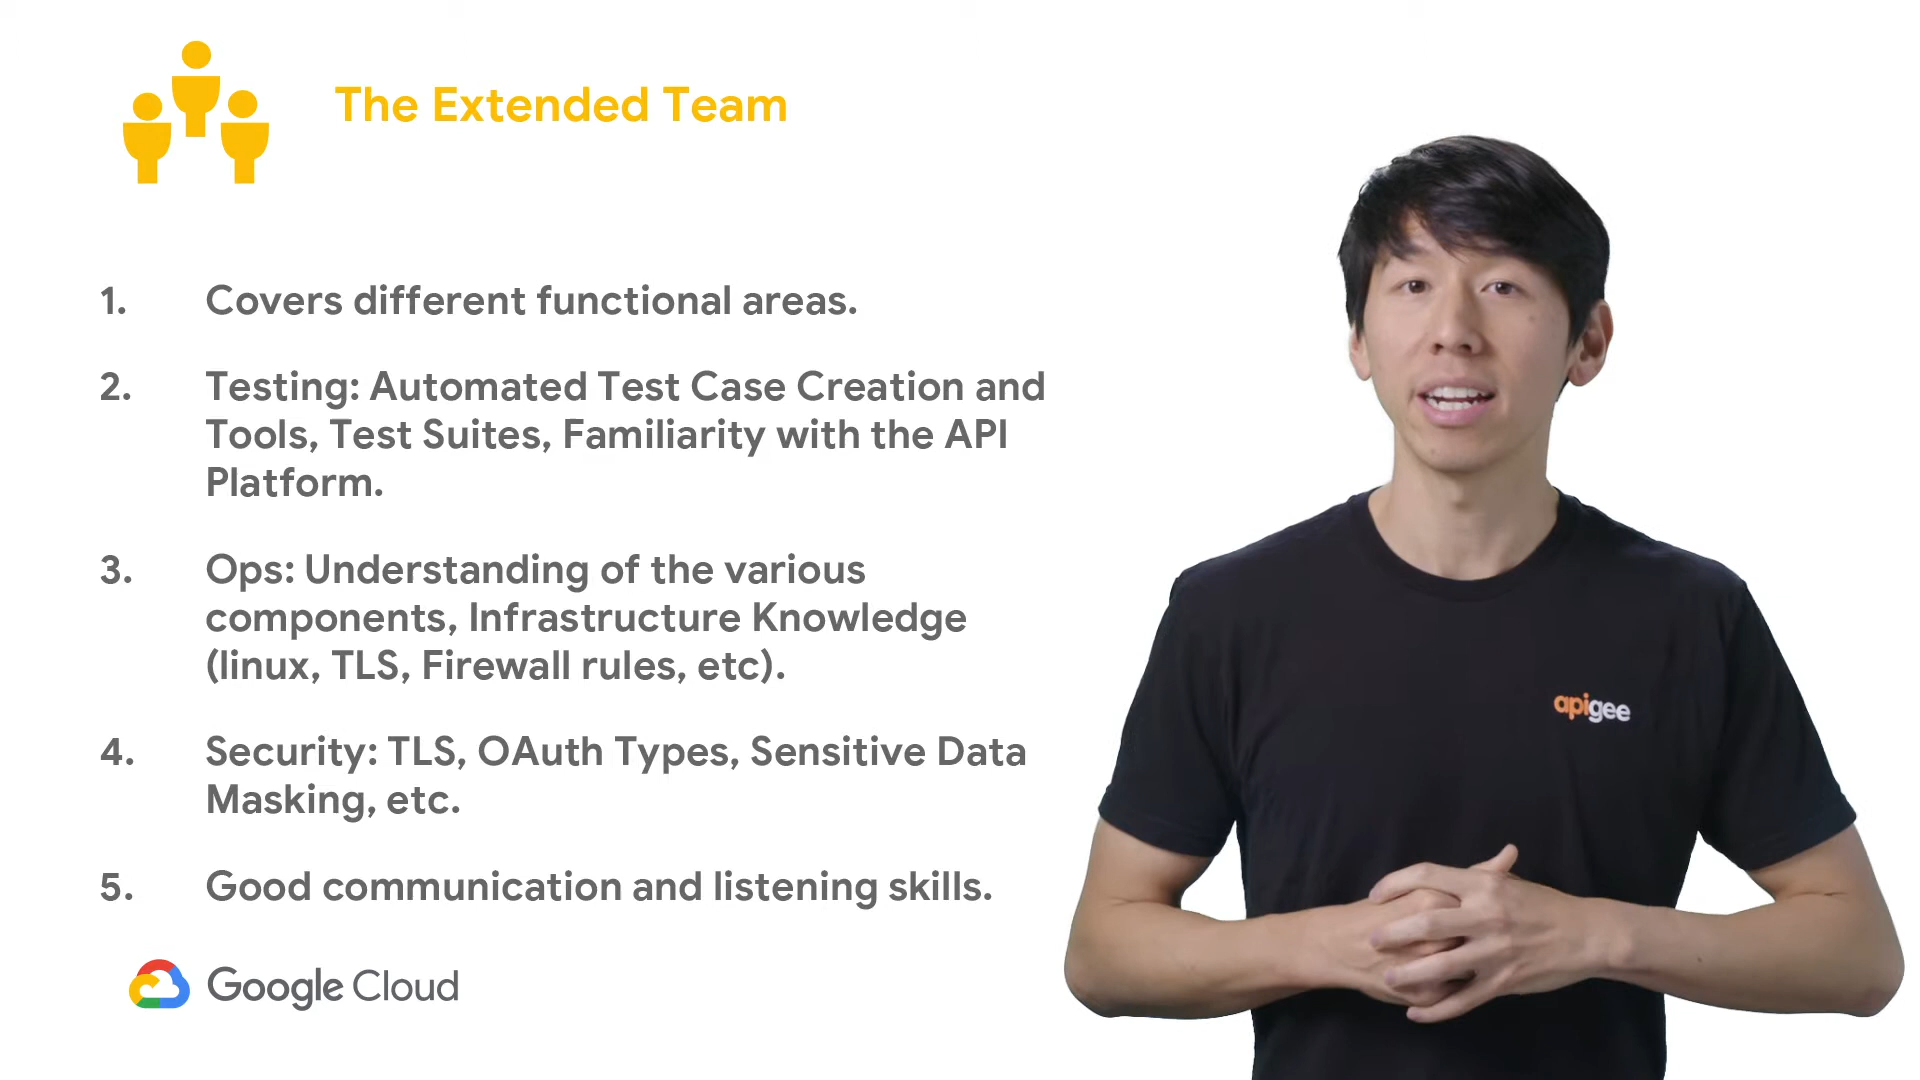 The Extended Team
1. Covers different functional areas.
2. Testing: Automated Test Case Creation and
Tools, Test Suites, Familiarity with the API
Platform.
3. Ops: Understanding of the various
components, Infrastructure Knowledge
(linux, TLS, Firewall rules, etc).
4. Security: TLS, OAuth Types, Sensitive Data
Masking, etc.
5. Good communication and listening skills.
Google Cloud
apigee